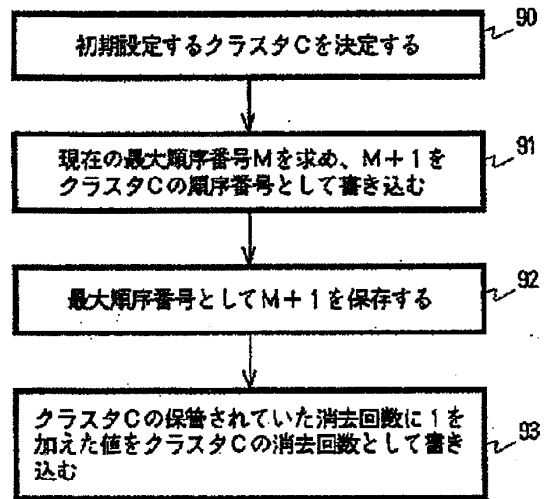 初期設定するクラスタCを決定する
90
現在の最大順序番号Mを求め、M+1を
クラスタCの順序番号として書き込む
91
最大順序番号としてM+1を保存する
92
クラスタCの保管されていた消去回数に1を
加えた値をクラスタCの消去回数として書き
込む
93